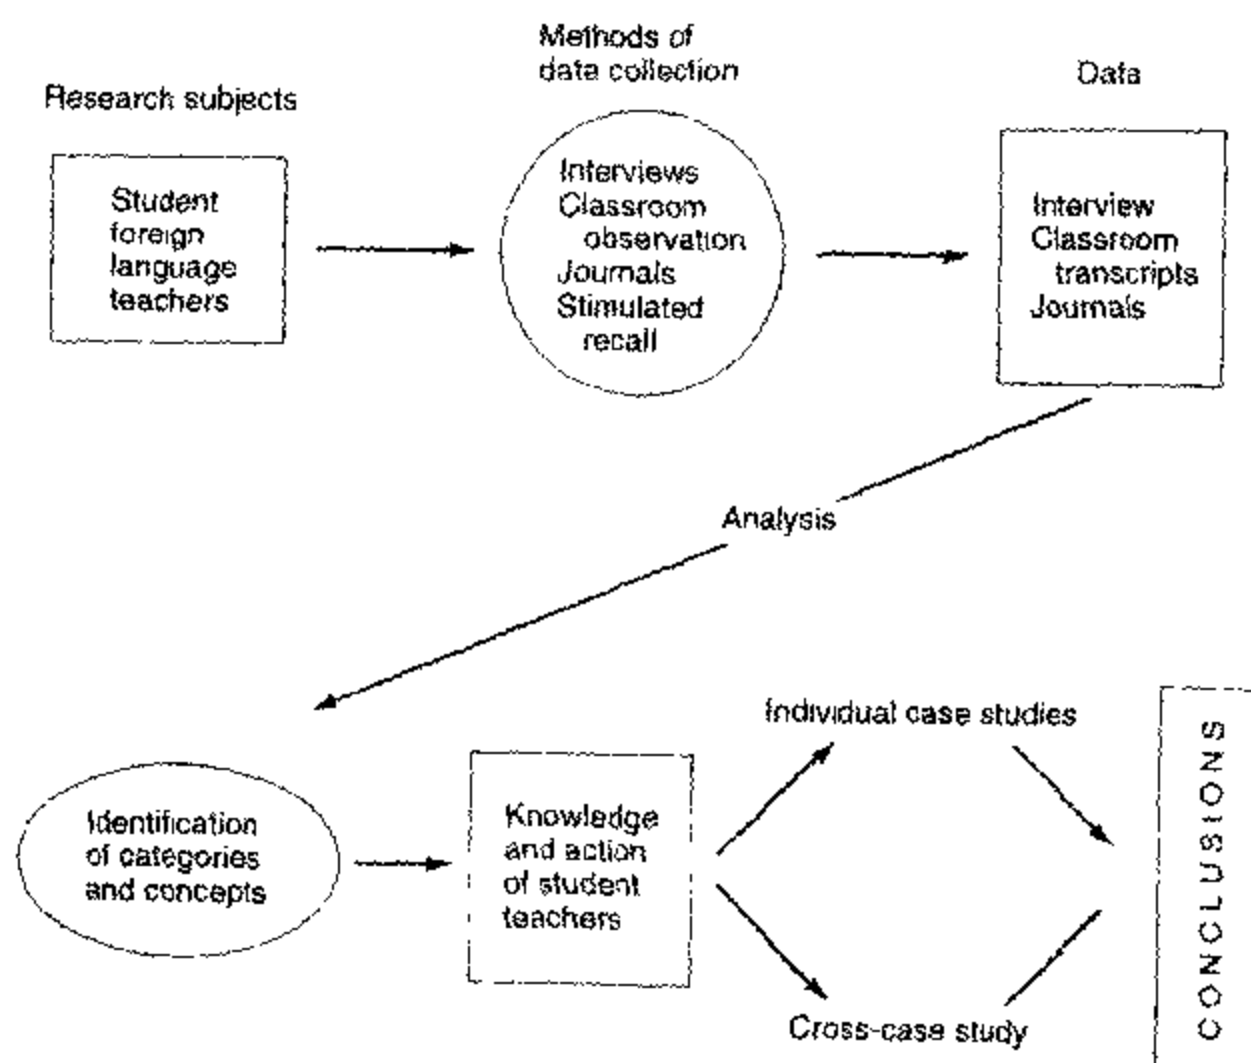 Research subjects
Student
foreign
language
teachers
Methods of
data collection
Interviews
Classroom
observation
Journals
Stimulated
recall
Data
Interview
Classroom
transcripts
Journals
Analysis
Identification
of categories
and concepts
Knowledge
and action
of student
teachers
Individual case studies
Cross-case study
CONCLUSIONS